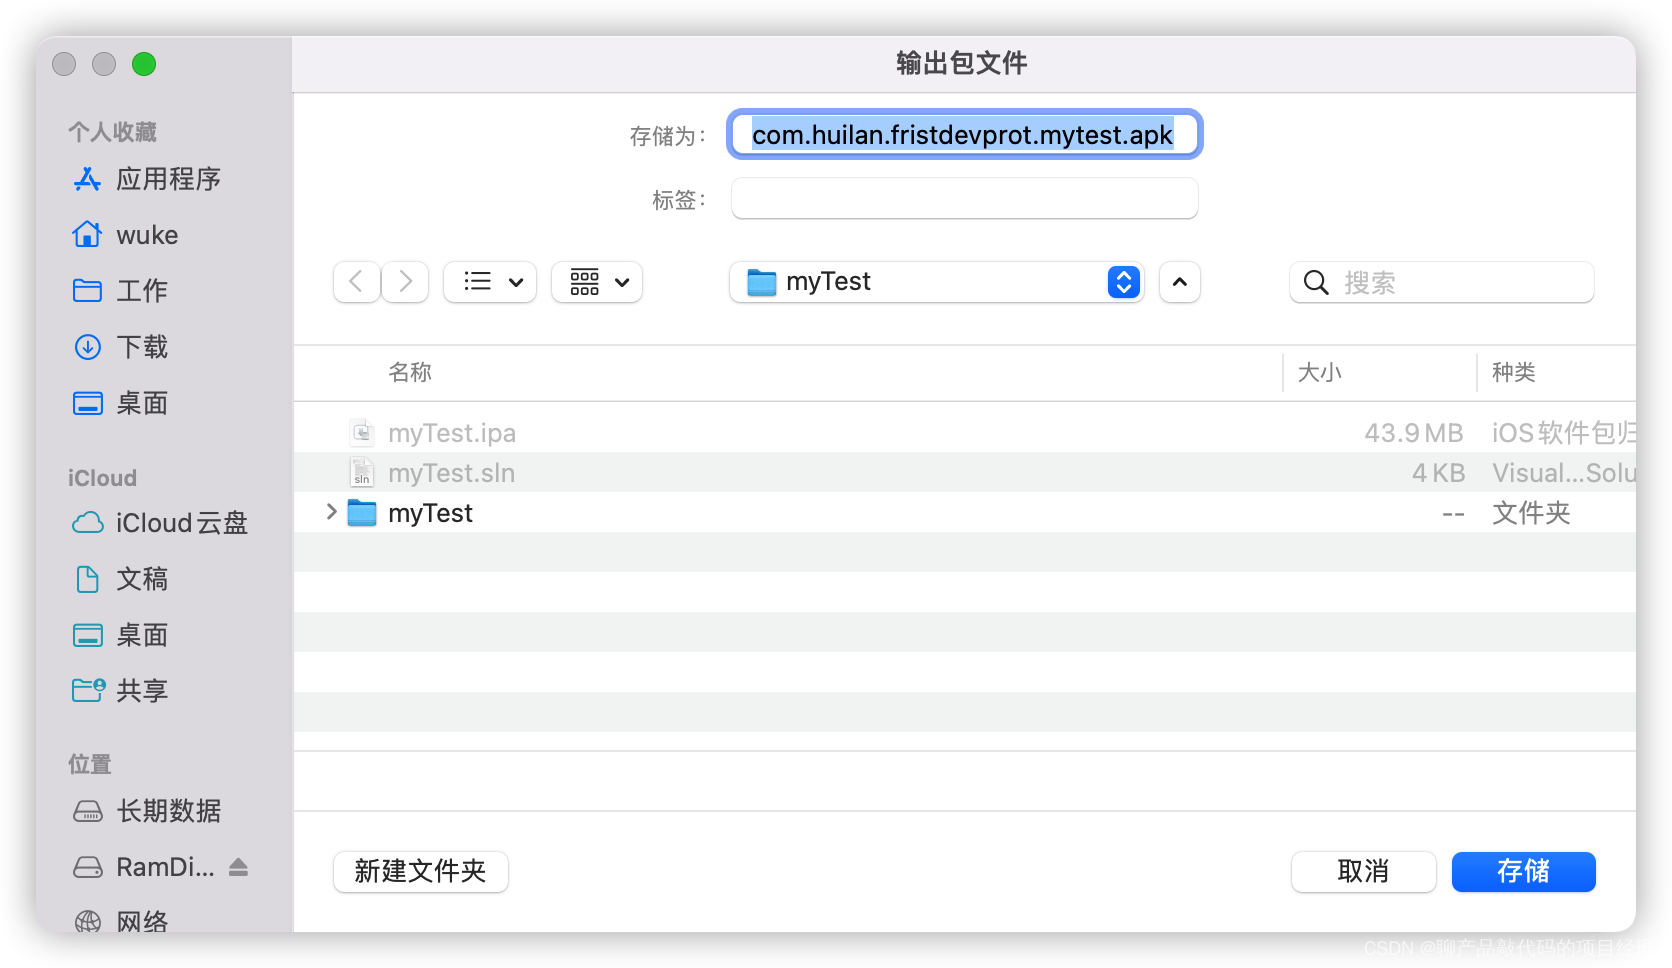 输出包文件
个人收藏
应用程序
wuke
工作
下载
桌面
iCloud
iCloud云盘
文稿
桌面
共享
位置
长期数据
RamDi...
网络
存储为：
com.huilan.fristdevprot.mytest.apk
标签：
myTest
搜索
名称 大小 种类
myTest.ipa 43.9 MB iOS 软件包归
myTest.sln 4 KB Visual...Solu
sln
myTest -- 文件夹
新建文件夹 取消 存储
CSDN @聊产品敲代码的项目经理